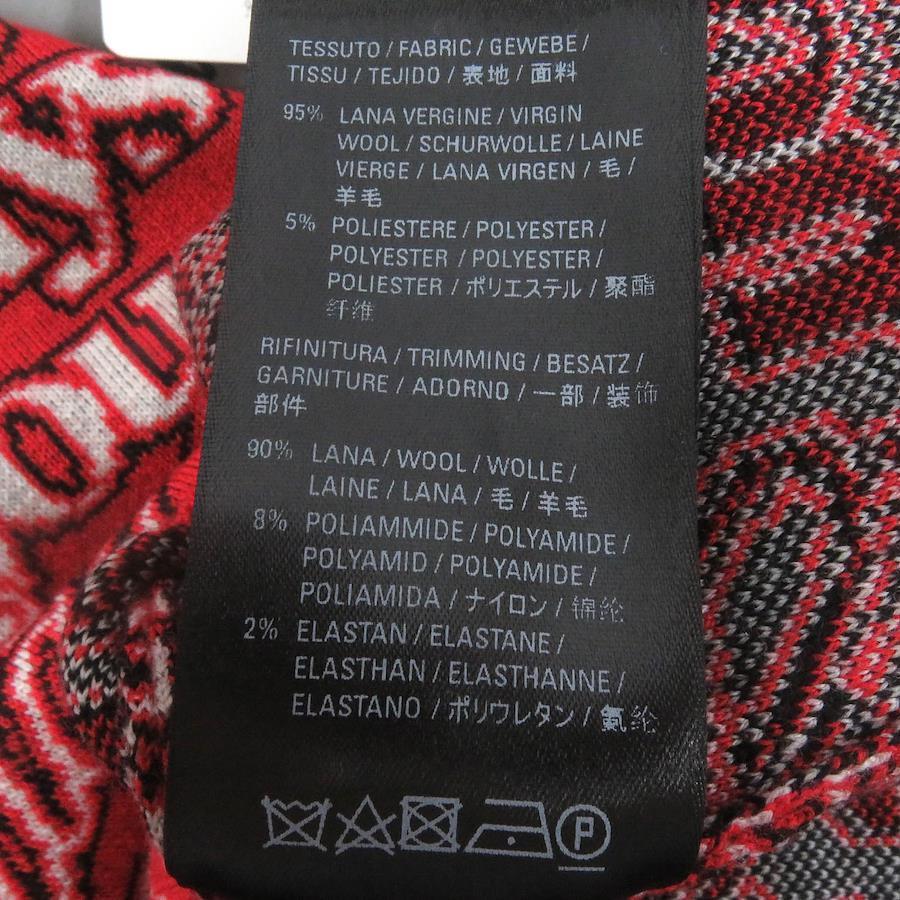 TESSUTO / FABRIC / GEWEBE /
TISSU / TEJIDO / 表地 / 面料
95% LANA VERGINE / VIRGIN
WOOL / SCHURWOLLE / LAINE
VIERGE / LANA VIRGEN / 毛 /
羊毛
5% POLIESTERE / POLYESTER /
POLYESTER / POLYESTER /
POLIESTER / ポリエステル / 聚酯
纤维
RIFINITURA / TRIMMING / BESATZ /
GARNITURE / ADORNO / 一部 / 装饰
部件
90% LANA / WOOL / WOLLE /
LAINE / LANA / 毛 / 羊毛
8% POLIAMMIDE / POLYAMIDE /
POLYAMID / POLYAMIDE /
POLIAMIDA / ナイロン / 锦纶
2% ELASTAN / ELASTANE /
ELASTHAN / ELASTHANNE /
ELASTANO / ポリウレタン / 氨纶
P